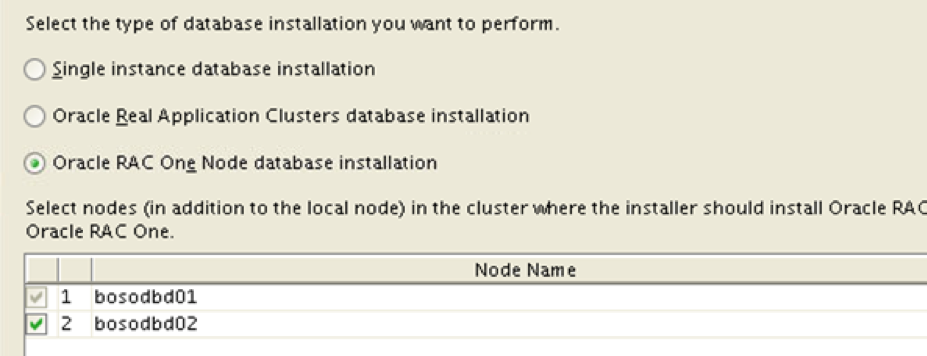 Select the type of database installation you want to perform.
Single instance database installation
Oracle Real Application Clusters database installation
Oracle RAC One Node database installation
Select nodes (in addition to the local node) in the cluster where the installer should install Oracle RAC
Oracle RAC One.
Node Name
1 bosodbd01
2 bosodbd02